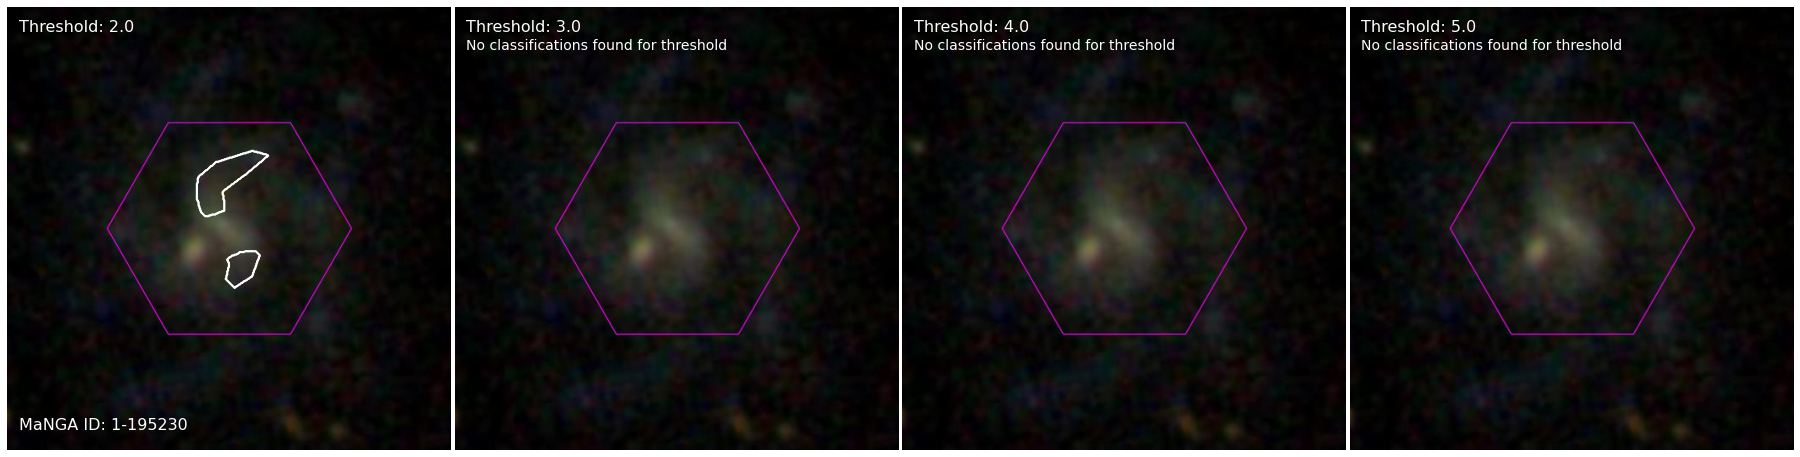 Threshold: 2.0
MaNGA ID: 1-195230
Threshold: 3.0
No classifications found for threshold
Threshold: 4.0
No classifications found for threshold
Threshold: 5.0
No classifications found for threshold